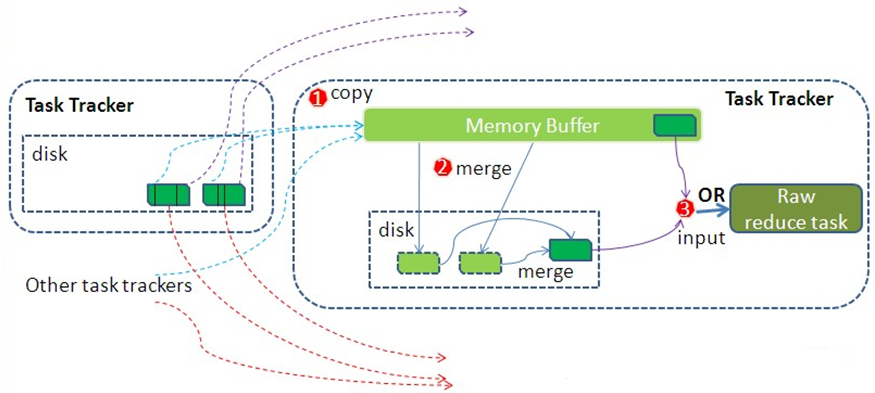 Task Tracker
disk
Other task trackers
1 copy
Task Tracker
Memory Buffer
2 merge
disk
merge
3
OR
input
Raw
reduce task